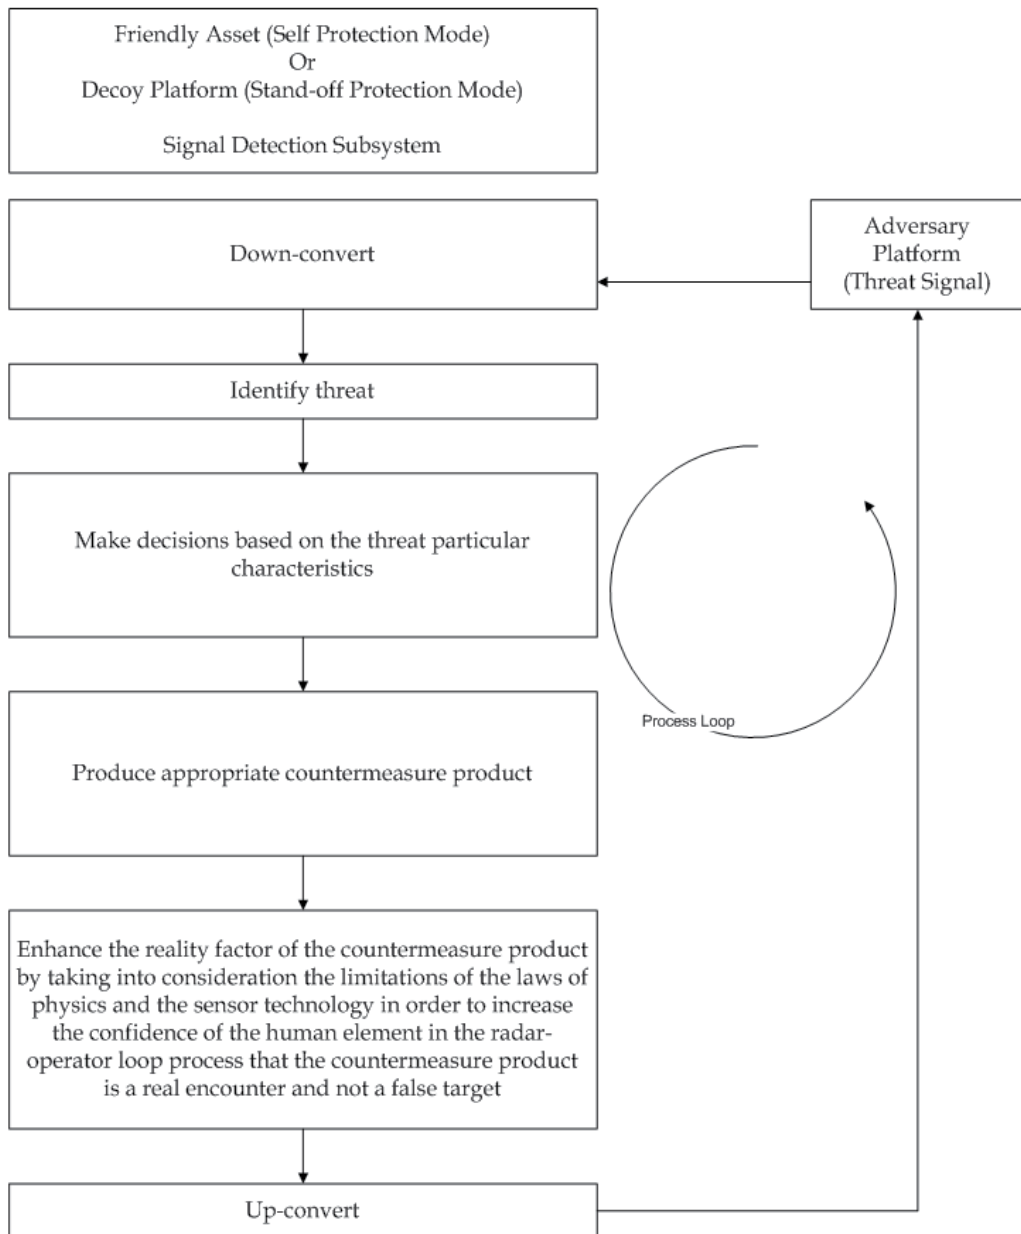 Friendly Asset (Self Protection Mode)
Or
Decoy Platform (Stand-off Protection Mode)
Signal Detection Subsystem
Down-convert
Adversary
Platform
(Threat Signal)
Identify threat
Make decisions based on the threat particular
characteristics
Process Loop
Produce appropriate countermeasure product
Enhance the reality factor of the countermeasure product
by taking into consideration the limitations of the laws of
physics and the sensor technology in order to increase
the confidence of the human element in the radar-
operator loop process that the countermeasure product
is a real encounter and not a false target
Up-convert